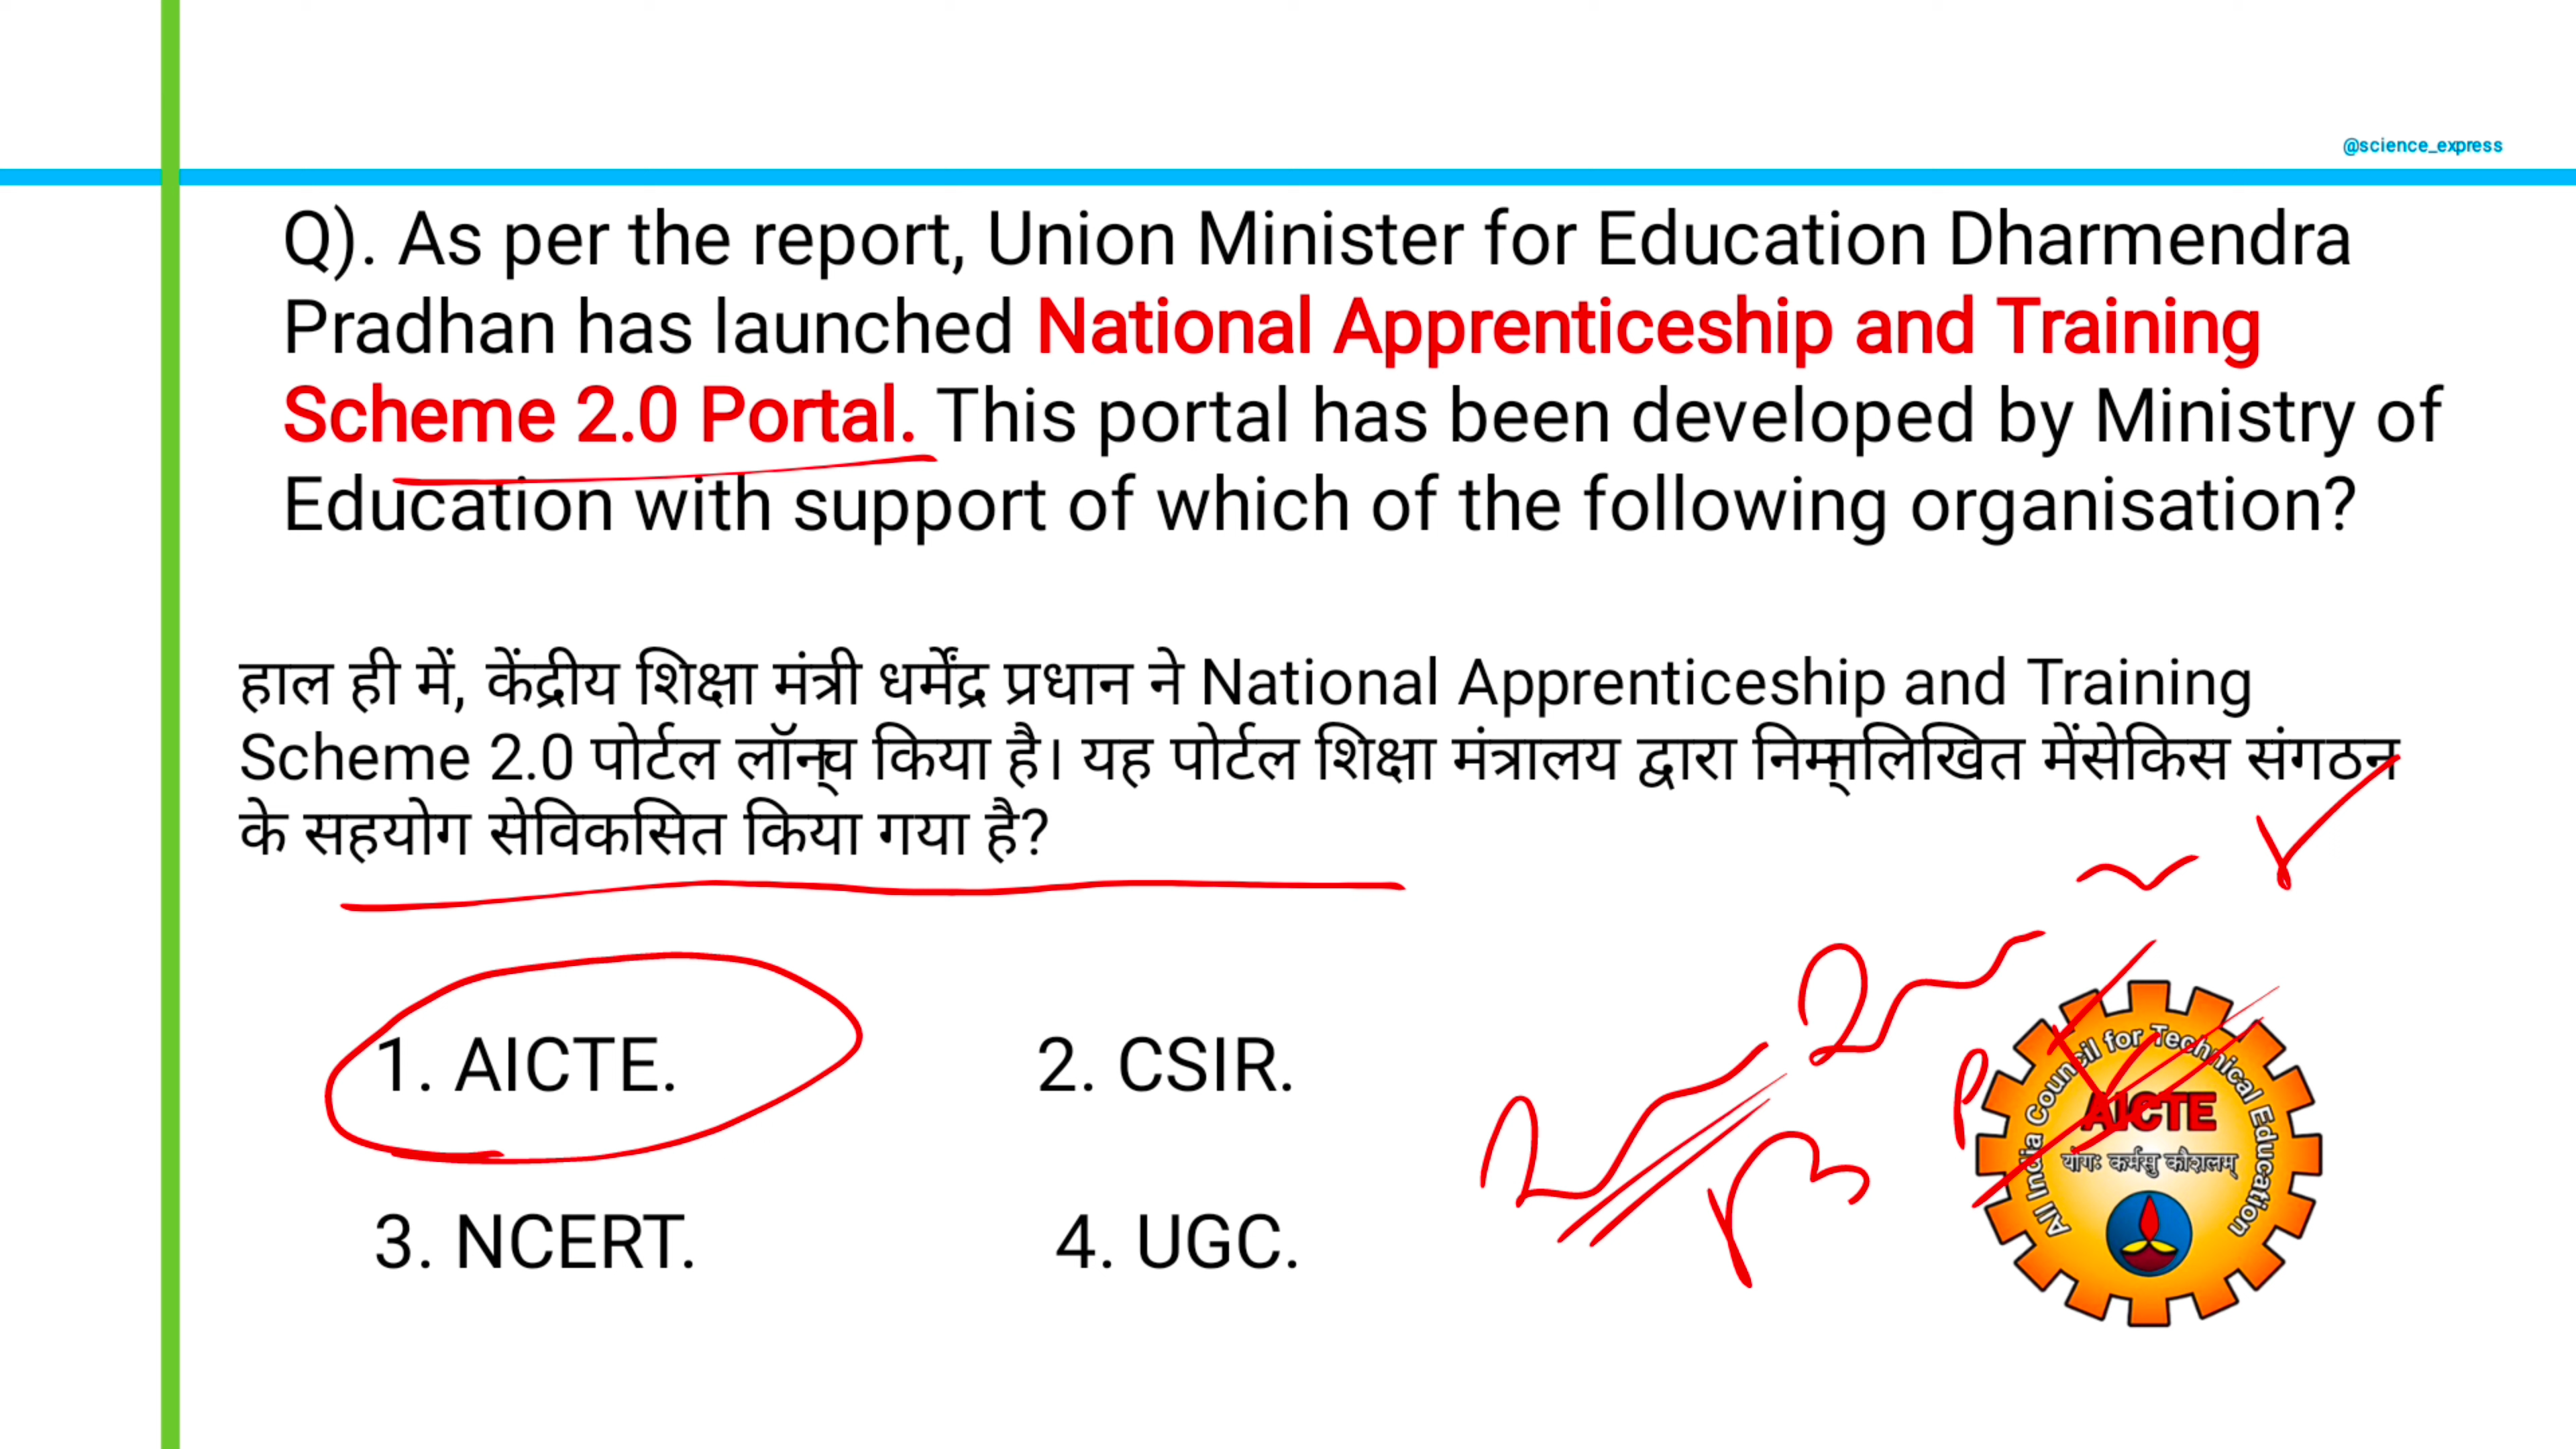 @science_express
Q). As per the report, Union Minister for Education Dharmendra
Pradhan has launched National Apprenticeship and Training
Scheme 2.0 Portal. This portal has been developed by Ministry of
Education with support of which of the following organisation?
हाल ही में, केंद्रीय शिक्षा मंत्री धर्मेंद्र प्रधान ने National Apprenticeship and Training
Scheme 2.0 पोर्टल लॉन्च किया है। यह पोर्टल शिक्षा मंत्रालय द्वारा निम्नलिखित मेंसेकिस संगठन
के सहयोग सेविकसित किया गया है?
1. AICTE.
2. CSIR.
3. NCERT.
4. UGC.
All India Council for Technical Education
AICTE
योगः कर्मसु कौशलम्